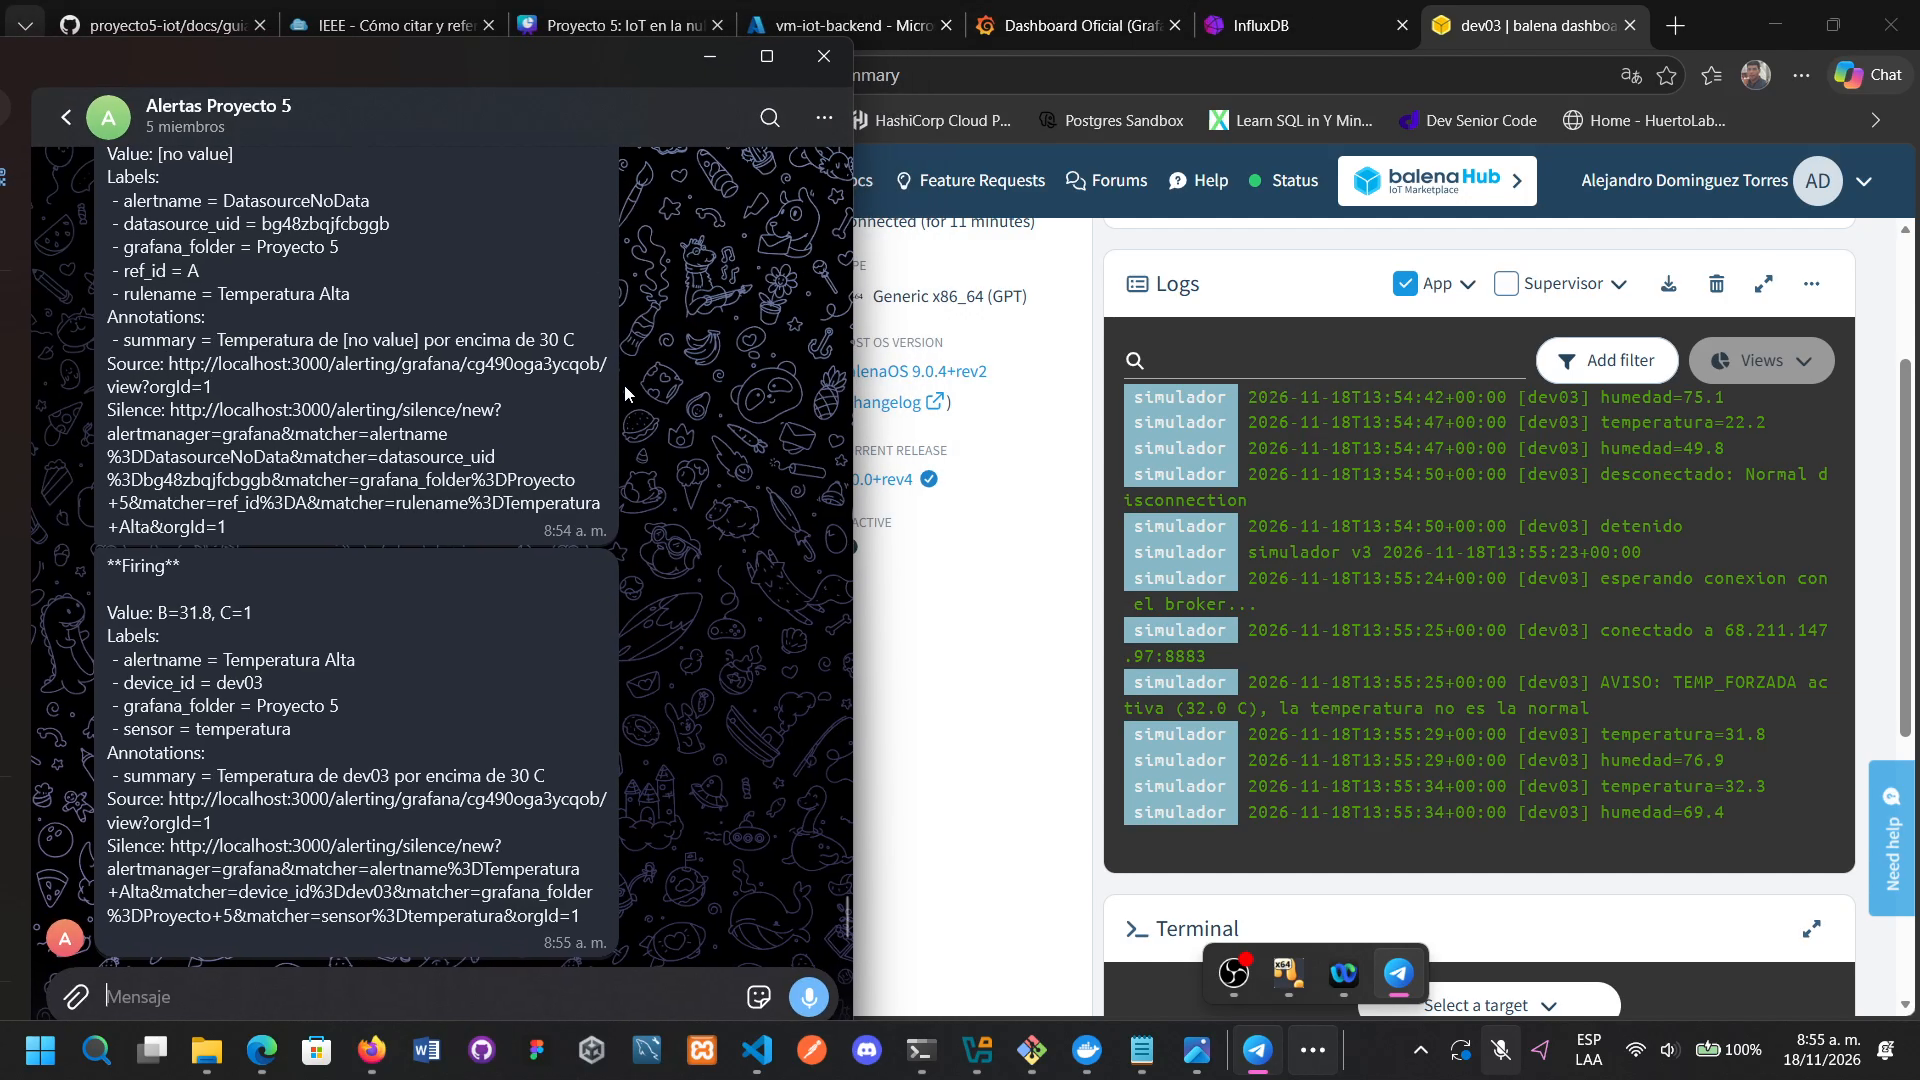 proyecto5-iot/docs/guí
IEEE - Cómo citar y refer
Proyecto 5: IoT en la nu
vm-iot-backend - Micro
Dashboard Oficial (Grafa
InfluxDB
dev03 | balena dashboa
mmary
Chat
HashiCorp Cloud P...
Postgres Sandbox
Learn SQL in Y Min...
Dev Senior Code
Home - HuertoLab...
A
Alertas Proyecto 5
5 miembros
Value: [no value]
Labels:
- alertname = DatasourceNoData
- datasource_uid = bg48zbqjfcbggb
- grafana_folder = Proyecto 5
- ref_id = A
- rulename = Temperatura Alta
Annotations:
- summary = Temperatura de [no value] por encima de 30 C
Source: http://localhost:3000/alerting/grafana/cg490oga3ycqob/
view?orgId=1
Silence: http://localhost:3000/alerting/silence/new?
alertmanager=grafana&matcher=alertname
%3DDatasourceNoData&matcher=datasource_uid
%3Dbg48zbqjfcbggb&matcher=grafana_folder%3DProyecto
+5&matcher=ref_id%3DA&matcher=rulename%3DTemperatura
+Alta&orgId=1
8:54 a. m.
**Firing**
Value: B=31.8, C=1
Labels:
- alertname = Temperatura Alta
- device_id = dev03
- grafana_folder = Proyecto 5
- sensor = temperatura
Annotations:
- summary = Temperatura de dev03 por encima de 30 C
Source: http://localhost:3000/alerting/grafana/cg490oga3ycqob/
view?orgId=1
Silence: http://localhost:3000/alerting/silence/new?
alertmanager=grafana&matcher=alertname%3DTemperatura
+Alta&matcher=device_id%3Ddev03&matcher=grafana_folder
%3DProyecto+5&matcher=sensor%3Dtemperatura&orgId=1
8:55 a. m.
A
Mensaje
ocs
Feature Requests
Forums
Help
Status
balenaHub
IoT Marketplace
Alejandro Dominguez Torres
AD
nnected (for 11 minutes)
PE
Generic x86_64 (GPT)
OST OS VERSION
alenaOS 9.0.4+rev2
hangelog )
RRENT RELEASE
0.0+rev4
ACTIVE
Logs
App
Supervisor
Add filter
Views
simulador 2026-11-18T13:54:42+00:00 [dev03] humedad=75.1
simulador 2026-11-18T13:54:47+00:00 [dev03] temperatura=22.2
simulador 2026-11-18T13:54:47+00:00 [dev03] humedad=49.8
simulador 2026-11-18T13:54:50+00:00 [dev03] desconectado: Normal d
isconnection
simulador 2026-11-18T13:54:50+00:00 [dev03] detenido
simulador simulador v3 2026-11-18T13:55:23+00:00
simulador 2026-11-18T13:55:24+00:00 [dev03] esperando conexion con
el broker...
simulador 2026-11-18T13:55:25+00:00 [dev03] conectado a 68.211.147
.97:8883
simulador 2026-11-18T13:55:25+00:00 [dev03] AVISO: TEMP_FORZADA ac
tiva (32.0 C), la temperatura no es la normal
simulador 2026-11-18T13:55:29+00:00 [dev03] temperatura=31.8
simulador 2026-11-18T13:55:29+00:00 [dev03] humedad=76.9
simulador 2026-11-18T13:55:34+00:00 [dev03] temperatura=32.3
simulador 2026-11-18T13:55:34+00:00 [dev03] humedad=69.4
Need help
Terminal
x64
Select a target
ESP
LAA
100%
8:55 a. m.
18/11/2026